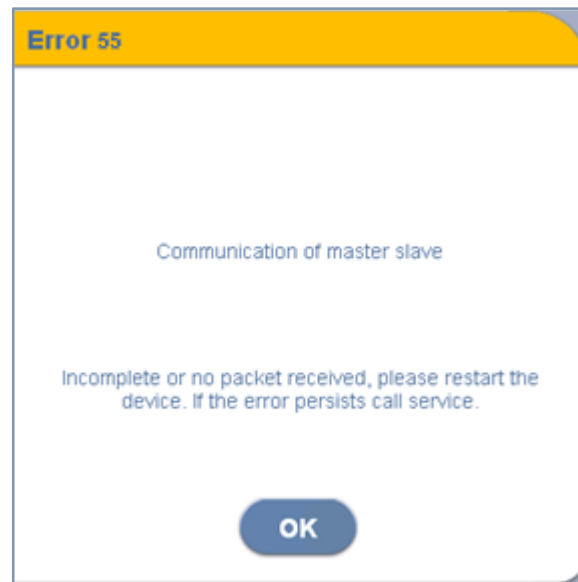 Error 55
Communication of master slave
Incomplete or no packet received, please restart the
device. If the error persists call service.
OK